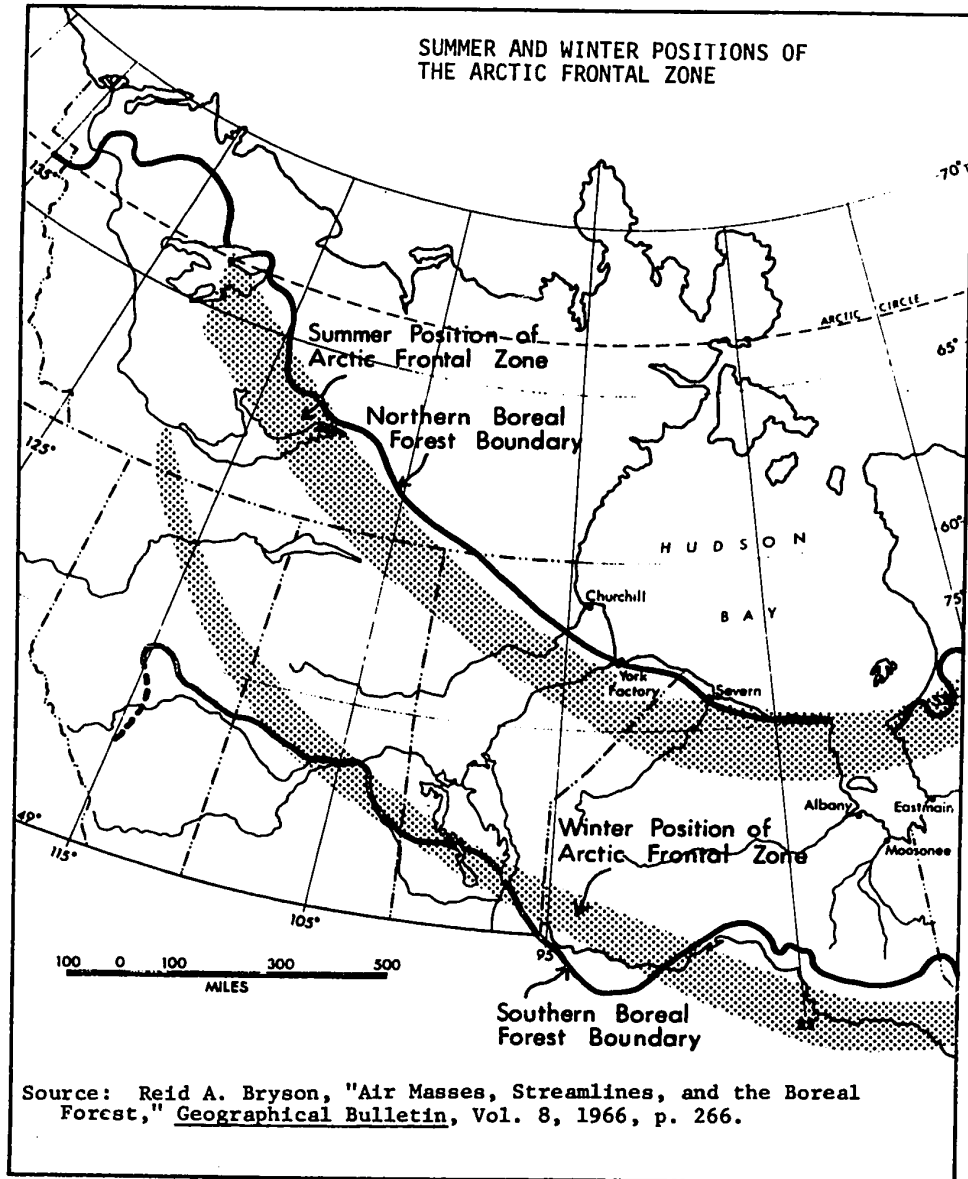 SUMMER AND WINTER POSITIONS OF
THE ARCTIC FRONTAL ZONE
70°
135°
ARCTIC CIRCLE
65°
Summer Position of
Arctic Frontal Zone
Northern Boreal
Forest Boundary
125°
60°
HUDSON
BAY
75°
Churchill
York
Factory
Severn
Albany
Eastmain
Moosonee
Winter Position of
Arctic Frontal Zone
49°
115°
105°
95°
85°
100 0 100 300 500
MILES
Southern Boreal
Forest Boundary
Source: Reid A. Bryson, "Air Masses, Streamlines, and the Boreal
Forest," Geographical Bulletin, Vol. 8, 1966, p. 266.